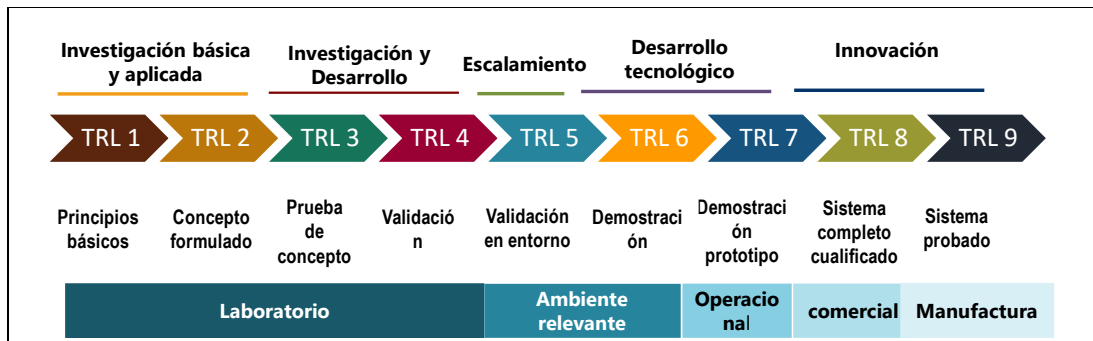 Investigación básica
y aplicada
Investigación y
Desarrollo
Escalamiento
Desarrollo
tecnológico
Innovación
TRL 1
TRL 2
TRL 3
TRL 4
TRL 5
TRL 6
TRL 7
TRL 8
TRL 9
Principios
básicos
Concepto
formulado
Prueba
de
concepto
Validació
n
Validación
en entorno
Demostraci
ón
Demostraci
ón
prototipo
Sistema
completo
cualificado
Sistema
probado
Laboratorio
Ambiente
relevante
Operacio
nal
comercial
Manufactura